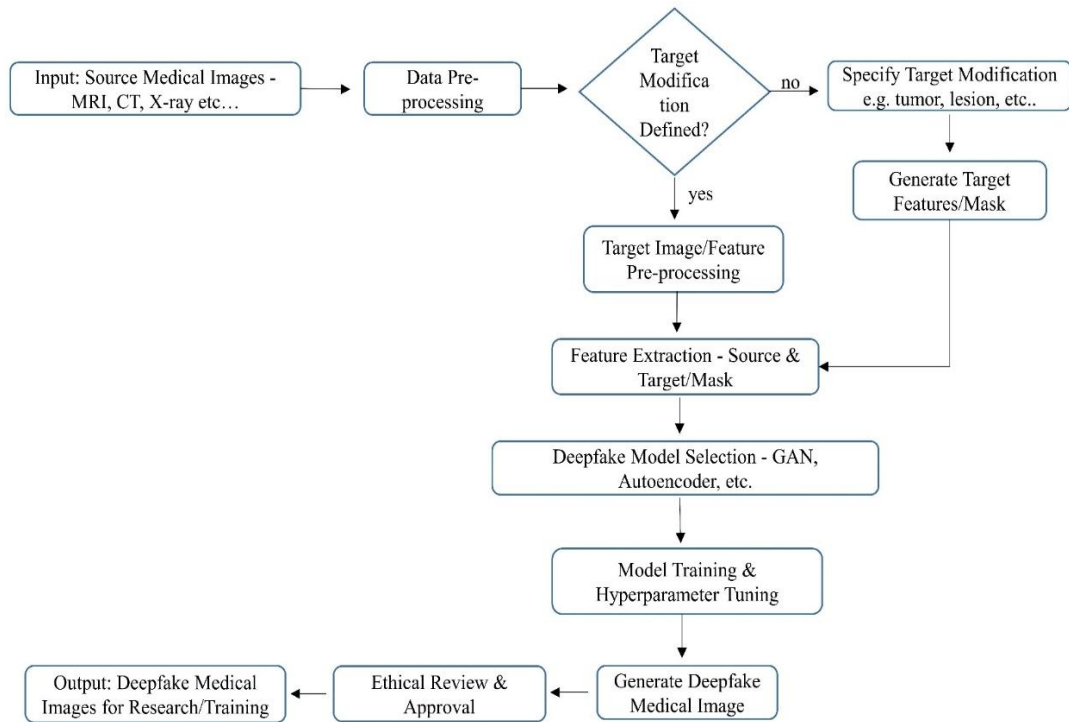 Input: Source Medical Images -
MRI, CT, X-ray etc…
Data Pre-
processing
Target
Modifica
tion
Defined?
no
Specify Target Modification
e.g. tumor, lesion, etc..
yes
Generate Target
Features/Mask
Target Image/Feature
Pre-processing
Feature Extraction - Source &
Target/Mask
Deepfake Model Selection - GAN,
Autoencoder, etc.
Model Training &
Hyperparameter Tuning
Generate Deepfake
Medical Image
Ethical Review &
Approval
Output: Deepfake Medical
Images for Research/Training